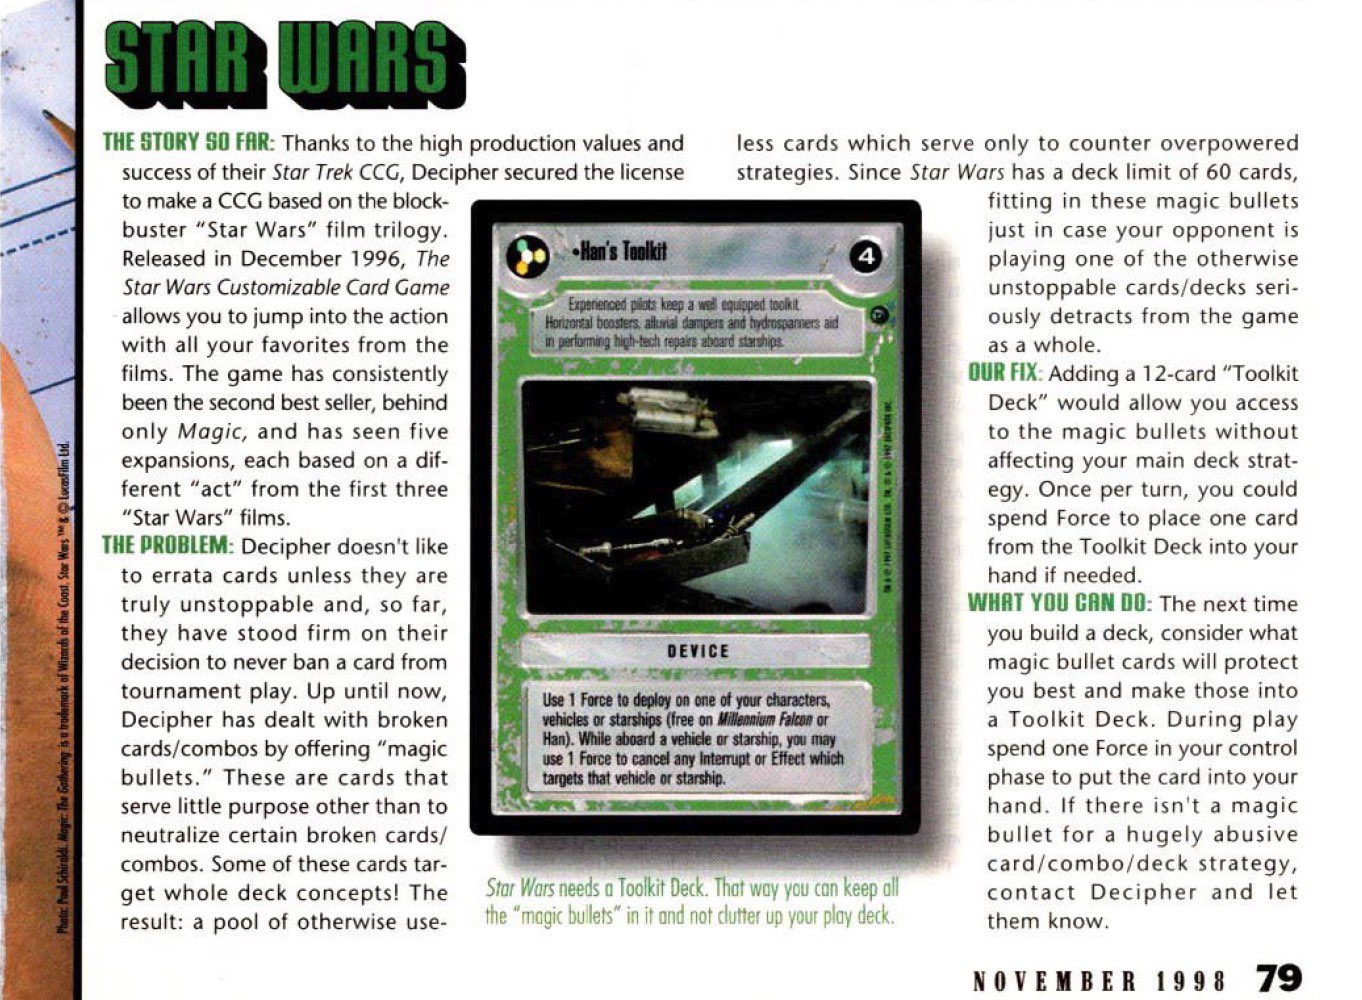 STAR WARS
THE STORY SO FAR: Thanks to the high production values and
success of their Star Trek CCG, Decipher secured the license
to make a CCG based on the block-
buster “Star Wars” film trilogy.
Released in December 1996, The
Star Wars Customizable Card Game
allows you to jump into the action
with all your favorites from the
films. The game has consistently
been the second best seller, behind
only Magic, and has seen five
expansions, each based on a dif-
ferent “act” from the first three
“Star Wars” films.
THE PROBLEM: Decipher doesn't like
to errata cards unless they are
truly unstoppable and, so far,
they have stood firm on their
decision to never ban a card from
tournament play. Up until now,
Decipher has dealt with broken
cards/combos by offering “magic
bullets.” These are cards that
serve little purpose other than to
neutralize certain broken cards/
combos. Some of these cards tar-
get whole deck concepts! The
result: a pool of otherwise use-
•Han's Toolkit
4
Experienced pilots keep a well equipped toolkit.
Horizontal boosters, alluvial dampers and hydrospanners aid
in performing high-tech repairs aboard starships.
DEVICE
Use 1 Force to deploy on one of your characters,
vehicles or starships (free on Millennium Falcon or
Han). While aboard a vehicle or starship, you may
use 1 Force to cancel any Interrupt or Effect which
targets that vehicle or starship.
Star Wars needs a Toolkit Deck. That way you can keep all
the “magic bullets” in it and not clutter up your play deck.
less cards which serve only to counter overpowered
strategies. Since Star Wars has a deck limit of 60 cards,
fitting in these magic bullets
just in case your opponent is
playing one of the otherwise
unstoppable cards/decks seri-
ously detracts from the game
as a whole.
OUR FIX: Adding a 12-card “Toolkit
Deck” would allow you access
to the magic bullets without
affecting your main deck strat-
egy. Once per turn, you could
spend Force to place one card
from the Toolkit Deck into your
hand if needed.
WHAT YOU CAN DO: The next time
you build a deck, consider what
magic bullet cards will protect
you best and make those into
a Toolkit Deck. During play
spend one Force in your control
phase to put the card into your
hand. If there isn't a magic
bullet for a hugely abusive
card/combo/deck strategy,
contact Decipher and let
them know.
Photo: Paul Schiraldi. Magic: The Gathering is a trademark of Wizards of the Coast. Star Wars ™ & © LucasFilm Ltd.
NOVEMBER 1998 79